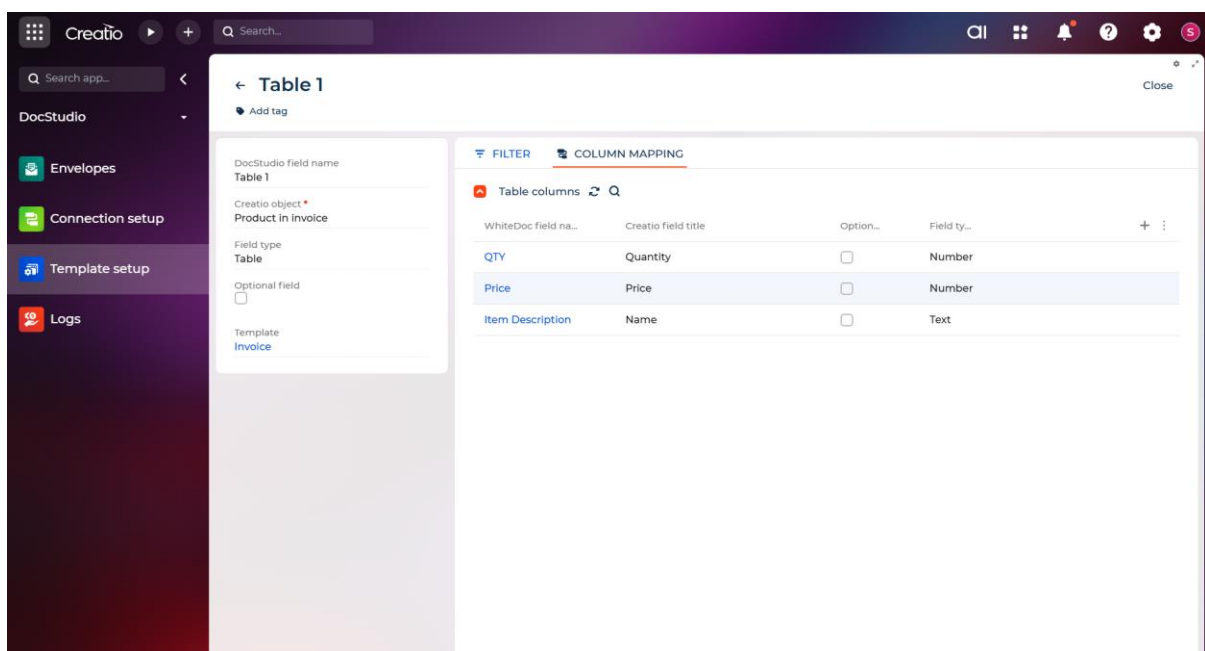 Creatio
Search...
ai
S
Search app...
DocStudio
Envelopes
Connection setup
Template setup
Logs
← Table 1
Close
Add tag
DocStudio field name
Table 1
Creatio object *
Product in invoice
Field type
Table
Optional field
Template
Invoice
FILTER COLUMN MAPPING
Table columns
WhiteDoc field na... Creatio field title Option... Field ty...
QTY Quantity Number
Price Price Number
Item Description Name Text